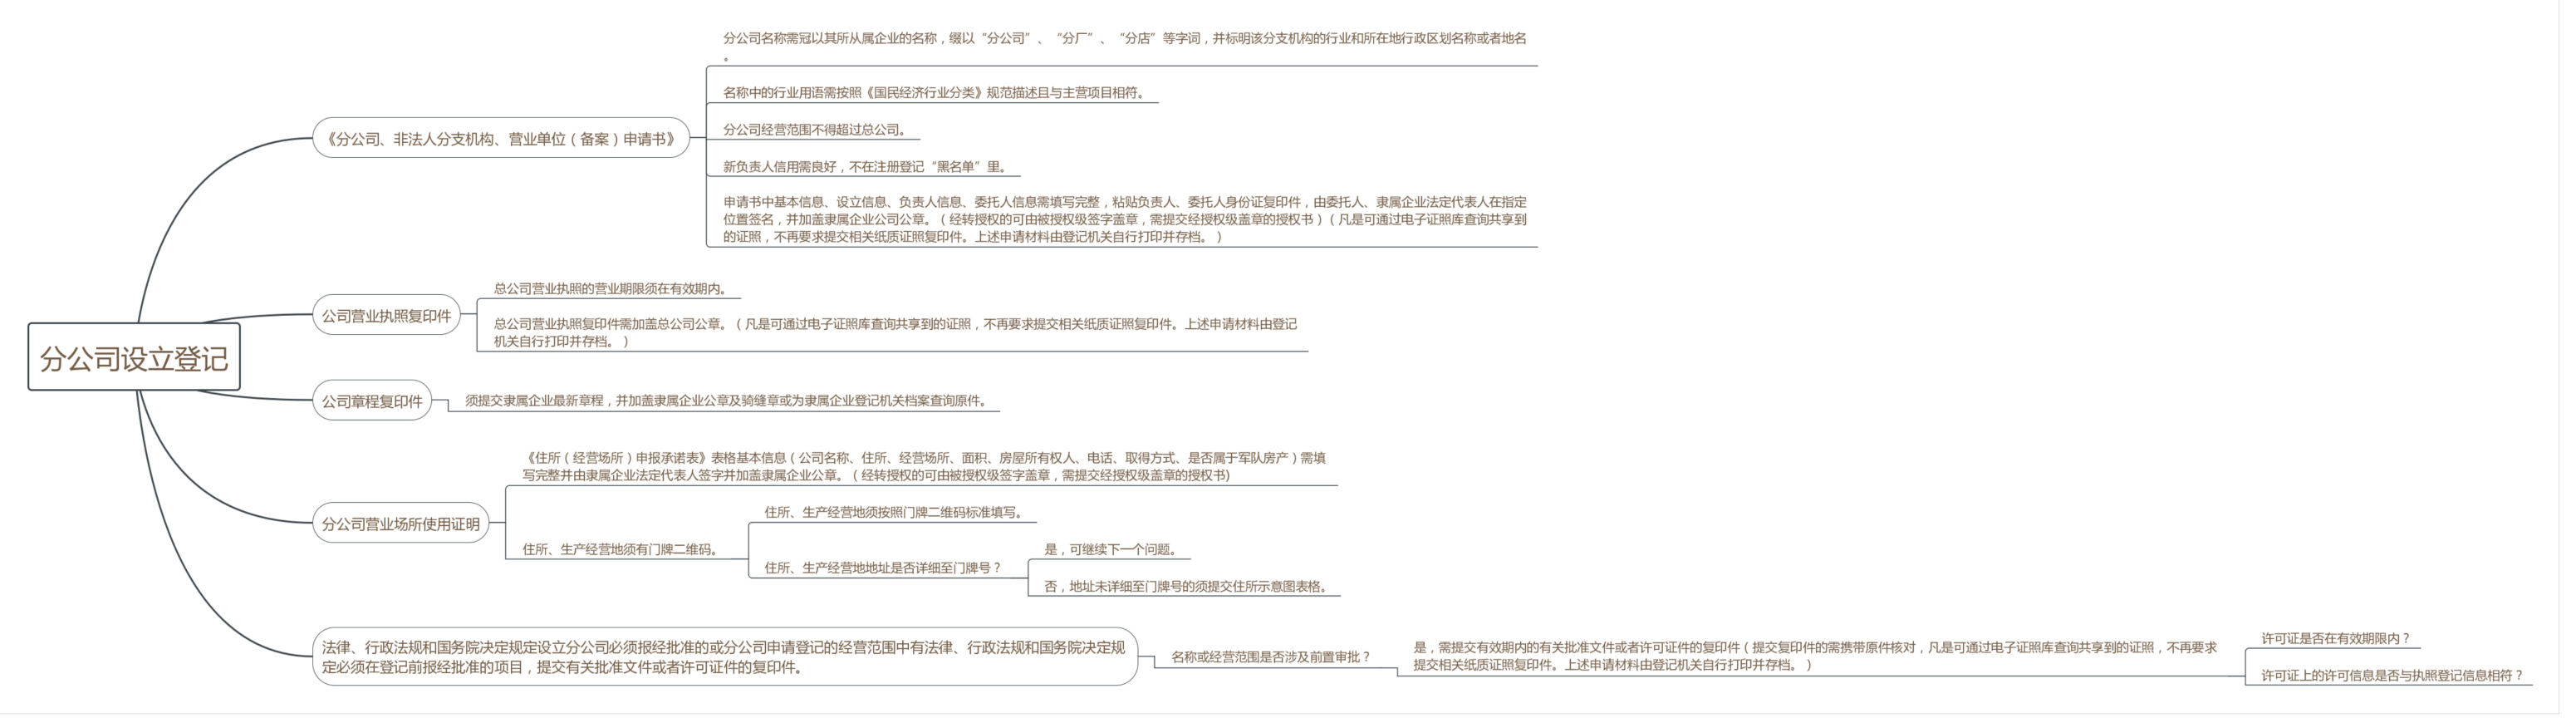 分公司设立登记
《分公司、非法人分支机构、营业单位（备案）申请书》
分公司名称需冠以其所从属企业的名称，缀以“分公司”、“分厂”、“分店”等字词，并标明该分支机构的行业和所在地行政区划名称或者地名
。
名称中的行业用语需按照《国民经济行业分类》规范描述且与主营项目相符。
分公司经营范围不得超过总公司。
新负责人信用需良好，不在注册登记“黑名单”里。
申请书中基本信息、设立信息、负责人信息、委托人信息需填写完整，粘贴负责人、委托人身份证复印件，由委托人、隶属企业法定代表人在指定
位置签名，并加盖隶属企业公司公章。（经转授权的可由被授权级签字盖章，需提交经授权级盖章的授权书）（凡是可通过电子证照库查询共享到
的证照，不再要求提交相关纸质证照复印件。上述申请材料由登记机关自行打印并存档。）
公司营业执照复印件
总公司营业执照的营业期限须在有效期内。
总公司营业执照复印件需加盖总公司公章。（凡是可通过电子证照库查询共享到的证照，不再要求提交相关纸质证照复印件。上述申请材料由登记
机关自行打印并存档。）
公司章程复印件
须提交隶属企业最新章程，并加盖隶属企业公章及骑缝章或为隶属企业登记机关档案查询原件。
分公司营业场所使用证明
《住所（经营场所）申报承诺表》表格基本信息（公司名称、住所、经营场所、面积、房屋所有权人、电话、取得方式、是否属于军队房产）需填
写完整并由隶属企业法定代表人签字并加盖隶属企业公章。（经转授权的可由被授权级签字盖章，需提交经授权级盖章的授权书)
住所、生产经营地须有门牌二维码。
住所、生产经营地须按照门牌二维码标准填写。
住所、生产经营地地址是否详细至门牌号？
是，可继续下一个问题。
否，地址未详细至门牌号的须提交住所示意图表格。
法律、行政法规和国务院决定规定设立分公司必须报经批准的或分公司申请登记的经营范围中有法律、行政法规和国务院决定规
定必须在登记前报经批准的项目，提交有关批准文件或者许可证件的复印件。
名称或经营范围是否涉及前置审批？
是，需提交有效期内的有关批准文件或者许可证件的复印件（提交复印件的需携带原件核对，凡是可通过电子证照库查询共享到的证照，不再要求
提交相关纸质证照复印件。上述申请材料由登记机关自行打印并存档。）
许可证是否在有效期限内？
许可证上的许可信息是否与执照登记信息相符？